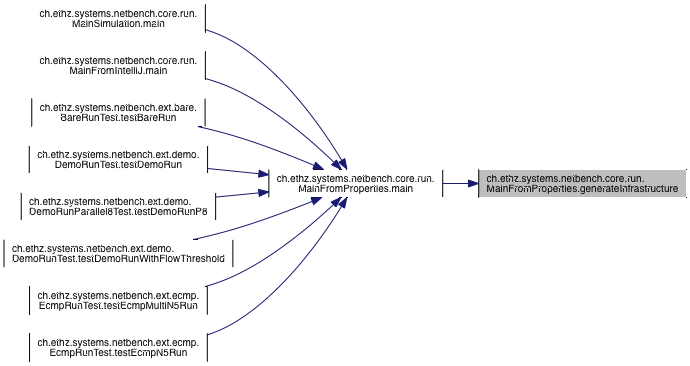 ch.ethz.systems.netbench.core.run.
MainSimulation.main
ch.ethz.systems.netbench.core.run.
MainFromIntelliJ.main
ch.ethz.systems.netbench.ext.bare.
BareRunTest.testBareRun
ch.ethz.systems.netbench.ext.demo.
DemoRunTest.testDemoRun
ch.ethz.systems.netbench.ext.demo.
DemoRunParallel8Test.testDemoRunP8
ch.ethz.systems.netbench.ext.demo.
DemoRunTest.testDemoRunWithFlowThreshold
ch.ethz.systems.netbench.ext.ecmp.
EcmpRunTest.testEcmpMultiN5Run
ch.ethz.systems.netbench.ext.ecmp.
EcmpRunTest.testEcmpN5Run
ch.ethz.systems.netbench.core.run.
MainFromProperties.main
ch.ethz.systems.netbench.core.run.
MainFromProperties.generateInfrastructure